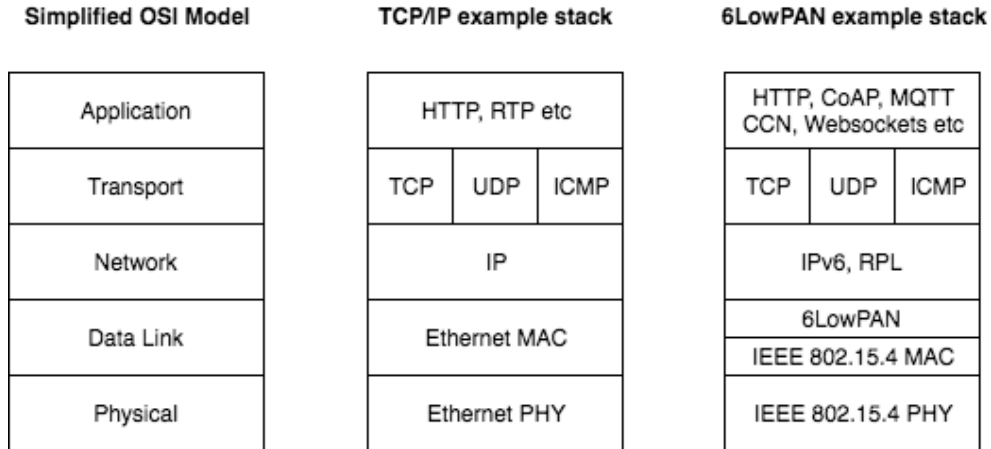 Simplified OSI Model
TCP/IP example stack
6LowPAN example stack
Application
HTTP, RTP etc
HTTP, CoAP, MQTT
CCN, Websockets etc
Transport
TCP
UDP
ICMP
TCP
UDP
ICMP
Network
IP
IPv6, RPL
Data Link
Ethernet MAC
6LowPAN
IEEE 802.15.4 MAC
Physical
Ethernet PHY
IEEE 802.15.4 PHY